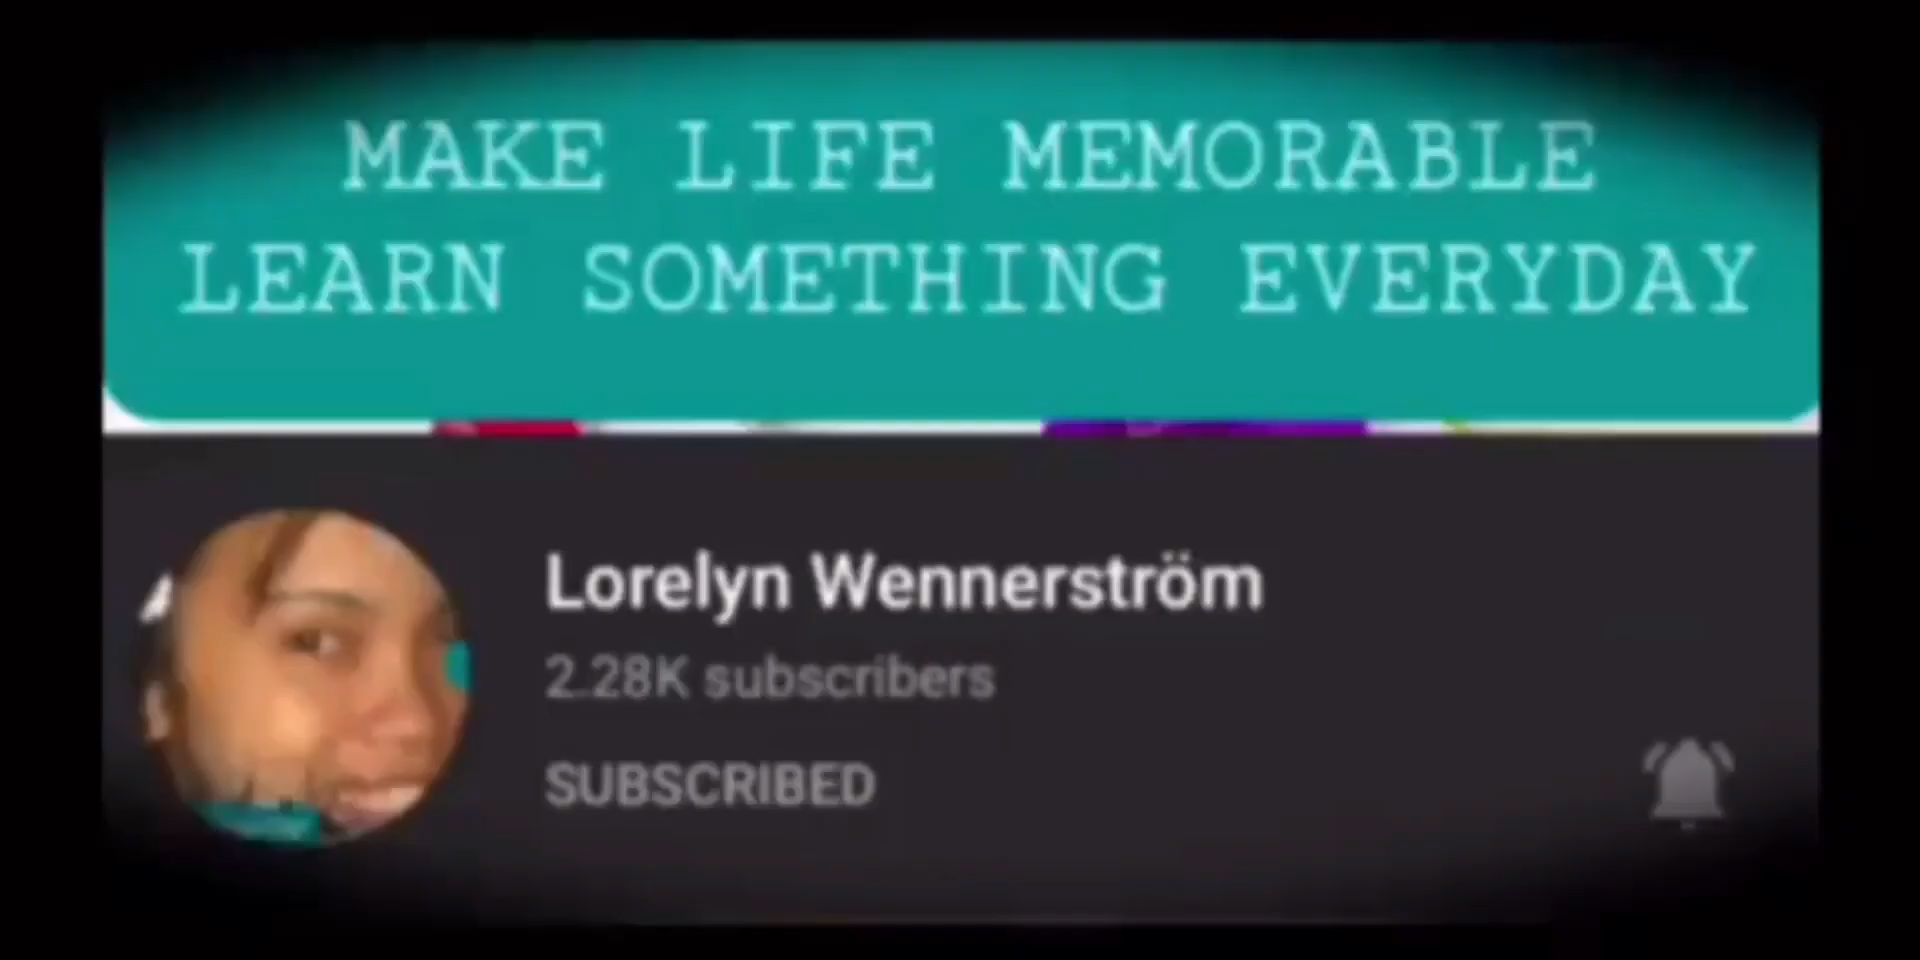 MAKE LIFE MEMORABLE
LEARN SOMETHING EVERYDAY
Lorelyn Wennerström
2.28K subscribers
SUBSCRIBED